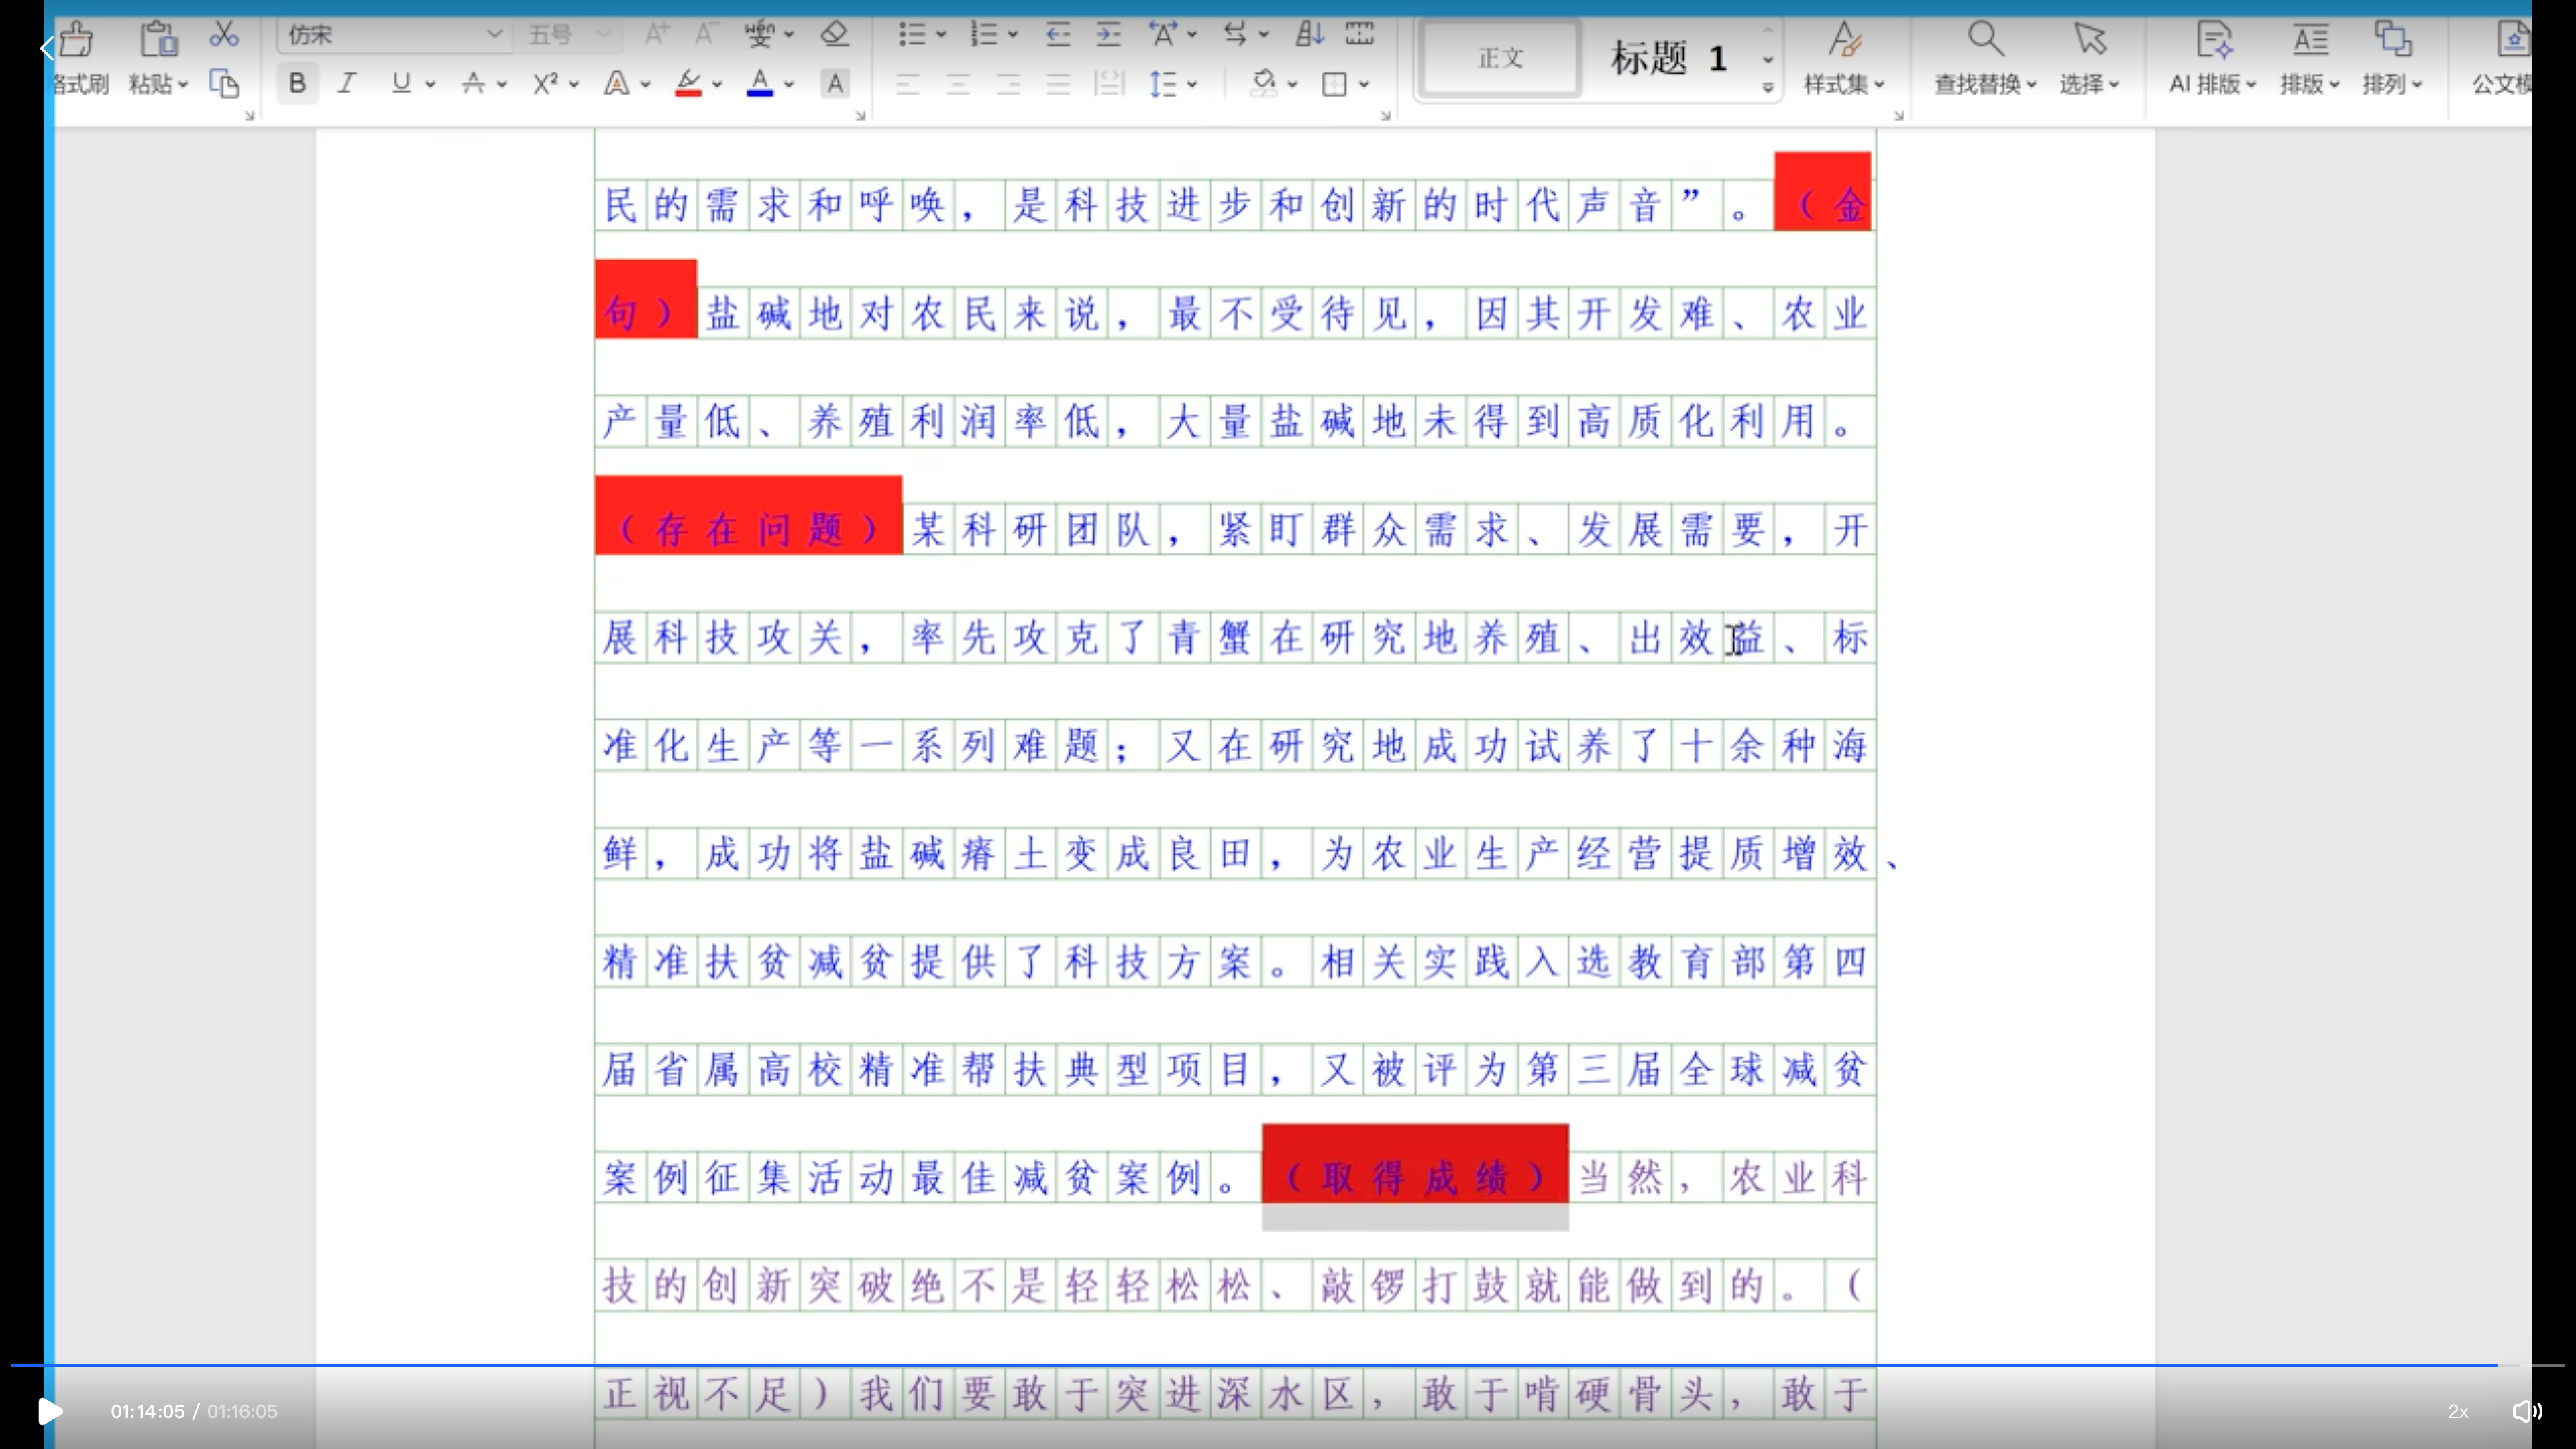 仿宋 五号 A+ A- 正文 标题 1
格式刷 粘贴 B I U A X² A A A 样式集 查找替换 选择 AI 排版 排版 排列 公文模
民的需求和呼唤，是科技进步和创新的时代声音”。（金
句）盐碱地对农民来说，最不受待见，因其开发难、农业
产量低、养殖利润率低，大量盐碱地未得到高质化利用。
（存在问题）某科研团队，紧盯群众需求、发展需要，开
展科技攻关，率先攻克了青蟹在研究地养殖、出效益、标
准化生产等一系列难题；又在研究地成功试养了十余种海
鲜，成功将盐碱瘠土变成良田，为农业生产经营提质增效、
精准扶贫减贫提供了科技方案。相关实践入选教育部第四
届省属高校精准帮扶典型项目，又被评为第三届全球减贫
案例征集活动最佳减贫案例。（取得成绩）当然，农业科
技的创新突破绝不是轻轻松松、敲锣打鼓就能做到的。（
正视不足）我们要敢于突进深水区，敢于啃硬骨头，敢于
01:14:05 / 01:16:05 2x